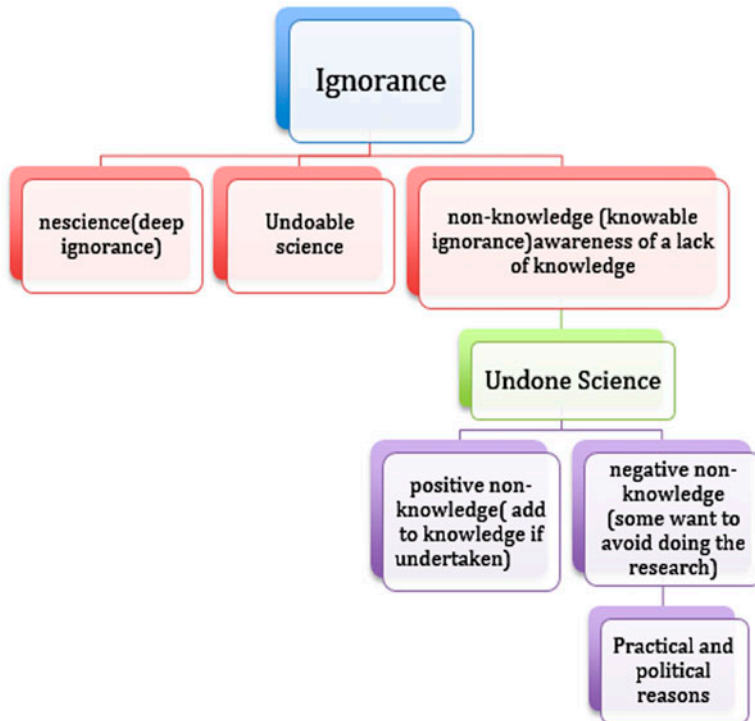 Ignorance
nescience(deep
ignorance)
Undoable
science
non-knowledge (knowable
ignorance)awareness of a lack
of knowledge
Undone Science
positive non-
knowledge( add
to knowledge if
undertaken)
negative non-
knowledge
(some want to
avoid doing the
research)
Practical and
political
reasons